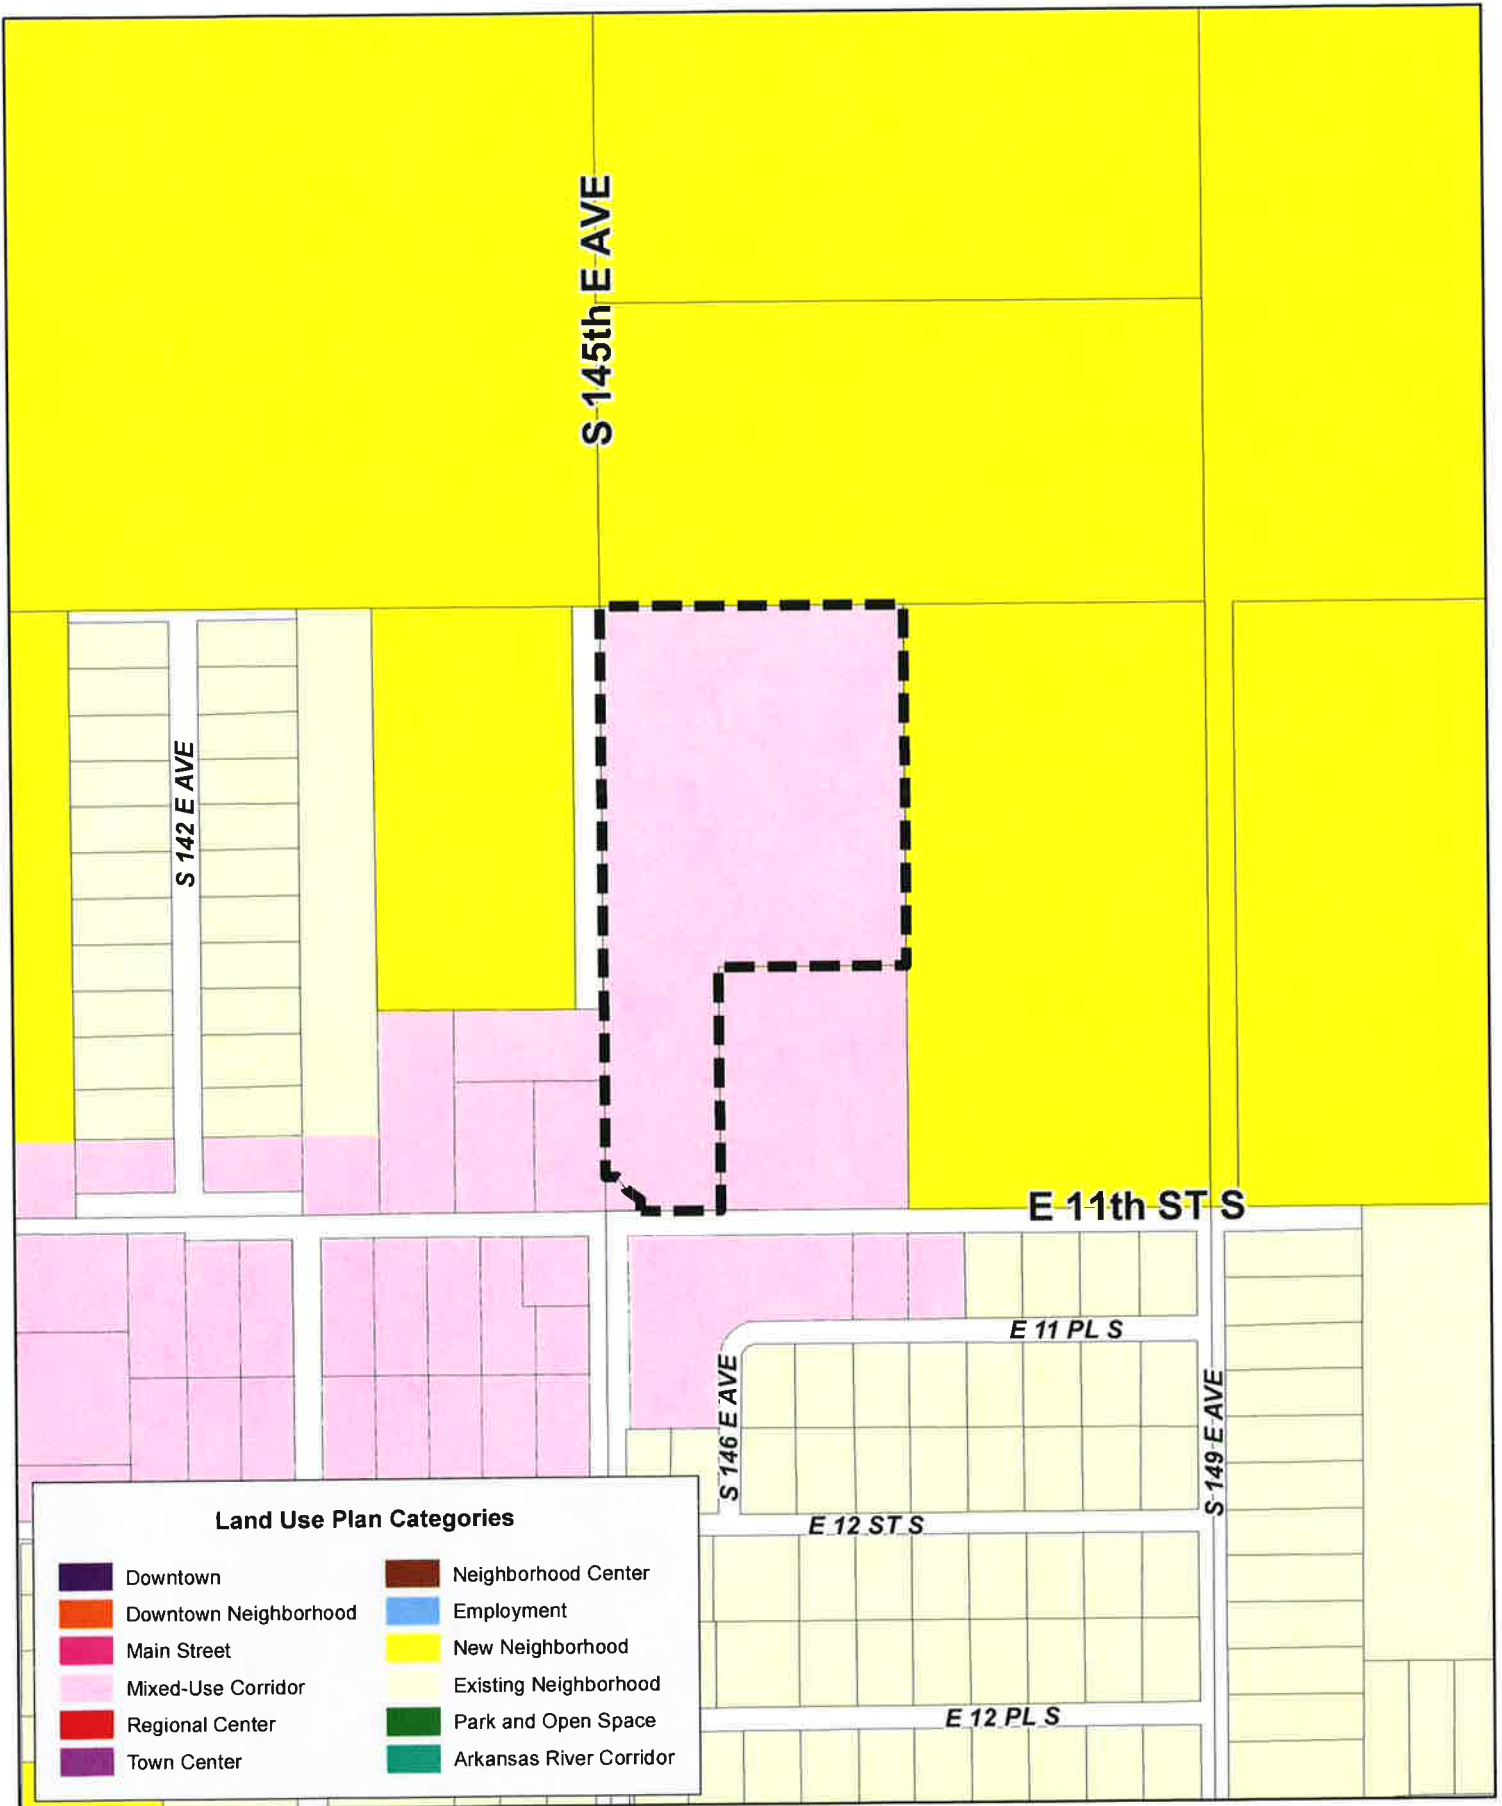 S 145th E AVE
S 142 E AVE
E 11th ST S
E 11 PL S
S 146 E AVE
S 149 E AVE
E 12 ST S
E 12 PL S
Land Use Plan Categories
Downtown
Downtown Neighborhood
Main Street
Mixed-Use Corridor
Regional Center
Town Center
Neighborhood Center
Employment
New Neighborhood
Existing Neighborhood
Park and Open Space
Arkansas River Corridor